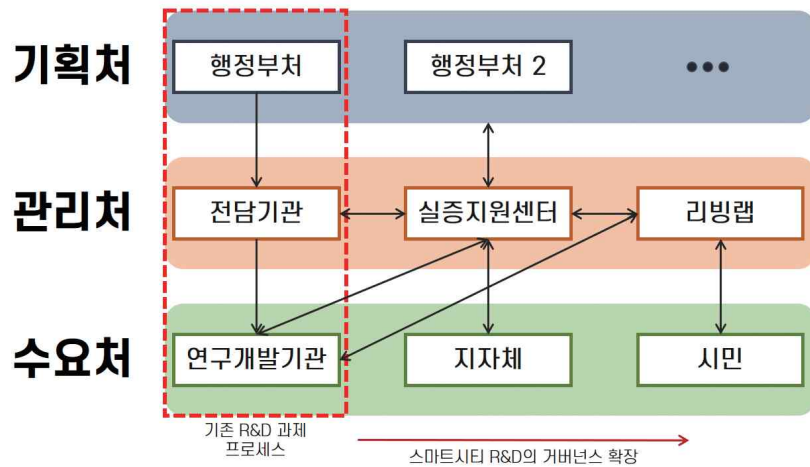 기획처
행정부처
행정부처 2
•••
관리처
전담기관
실증지원센터
리빙랩
수요처
연구개발기관
지자체
시민
기존 R&D 과제
프로세스
스마트시티 R&D의 거버넌스 확장